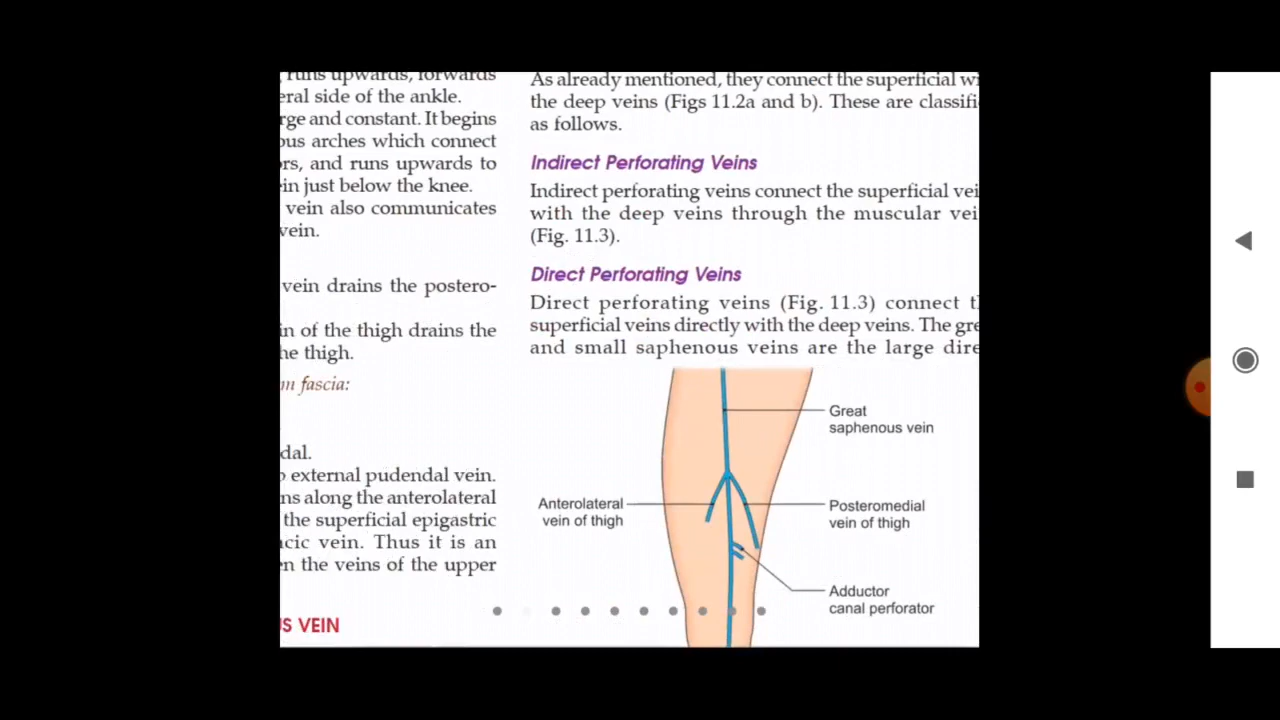 runs upwards, forwards
eral side of the ankle.
rge and constant. It begins
ous arches which connect
ors, and runs upwards to
ein just below the knee.
vein also communicates
vein.
vein drains the postero-
in of the thigh drains the
he thigh.
m fascia:
dal.
external pudendal vein.
ns along the anterolateral
the superficial epigastric
acic vein. Thus it is an
en the veins of the upper
US VEIN
As already mentioned, they connect the superficial wi
the deep veins (Figs 11.2a and b). These are classifi
as follows.
Indirect Perforating Veins
Indirect perforating veins connect the superficial vei
with the deep veins through the muscular vei
(Fig. 11.3).
Direct Perforating Veins
Direct perforating veins (Fig. 11.3) connect t
superficial veins directly with the deep veins. The gre
and small saphenous veins are the large dire
Great
saphenous vein
Anterolateral
vein of thigh
Posteromedial
vein of thigh
Adductor
canal perforator